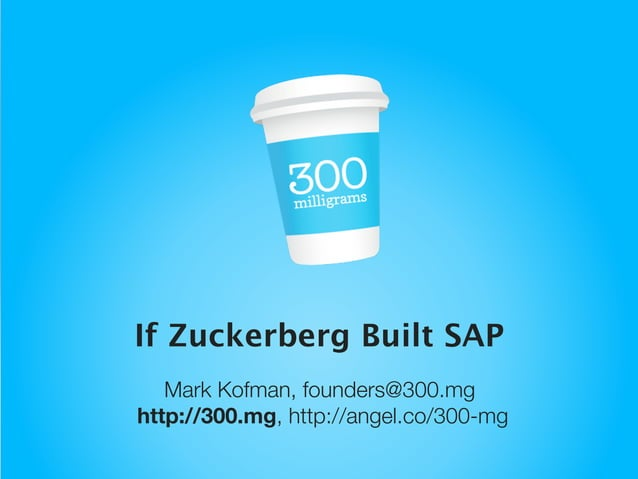 300
milligrams
If Zuckerberg Built SAP
Mark Kofman, founders@300.mg
http://300.mg, http://angel.co/300-mg